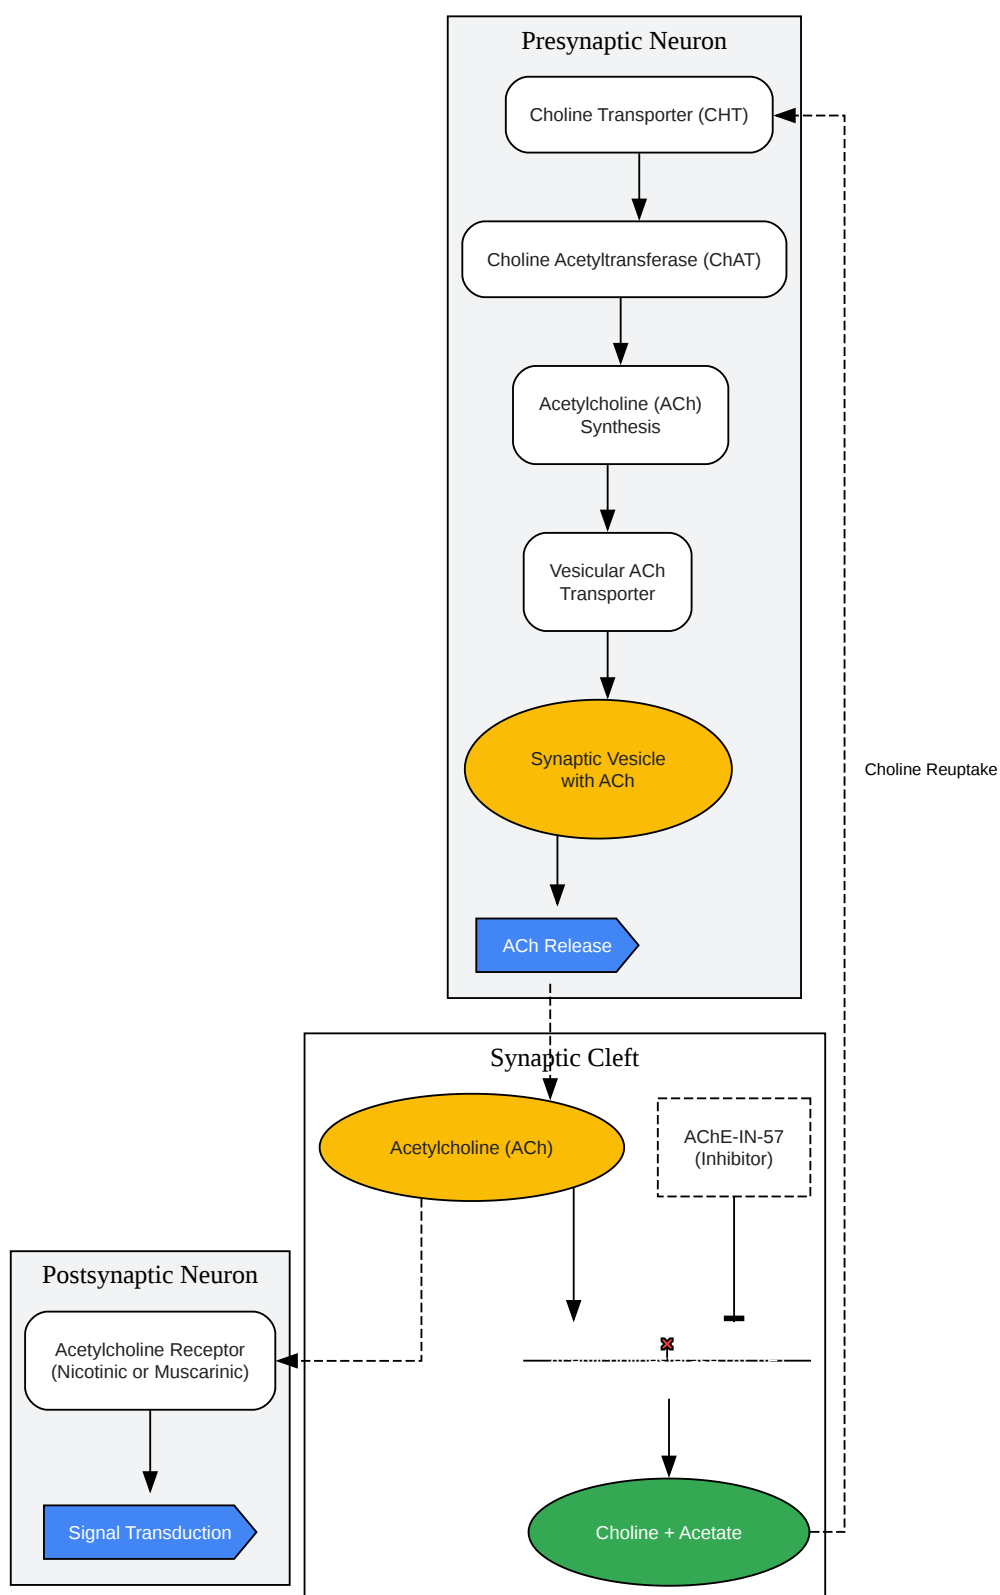 Presynaptic Neuron
Choline Transporter (CHT)
Choline Acetyltransferase (ChAT)
Acetylcholine (ACh)
Synthesis
Vesicular ACh
Transporter
Synaptic Vesicle
with ACh
Choline Reuptake
ACh Release
Synaptic Cleft
Acetylcholine (ACh)
AChE-IN-57
(Inhibitor)
Postsynaptic Neuron
Acetylcholine Receptor
(Nicotinic or Muscarinic)
Signal Transduction
Choline + Acetate